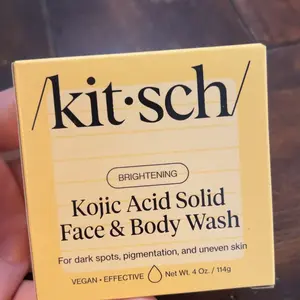 /kit·sch/
BRIGHTENING
Kojic Acid Solid
Face & Body Wash
For dark spots, pigmentation, and uneven skin
VEGAN • EFFECTIVE Net Wt. 4 Oz. / 114g